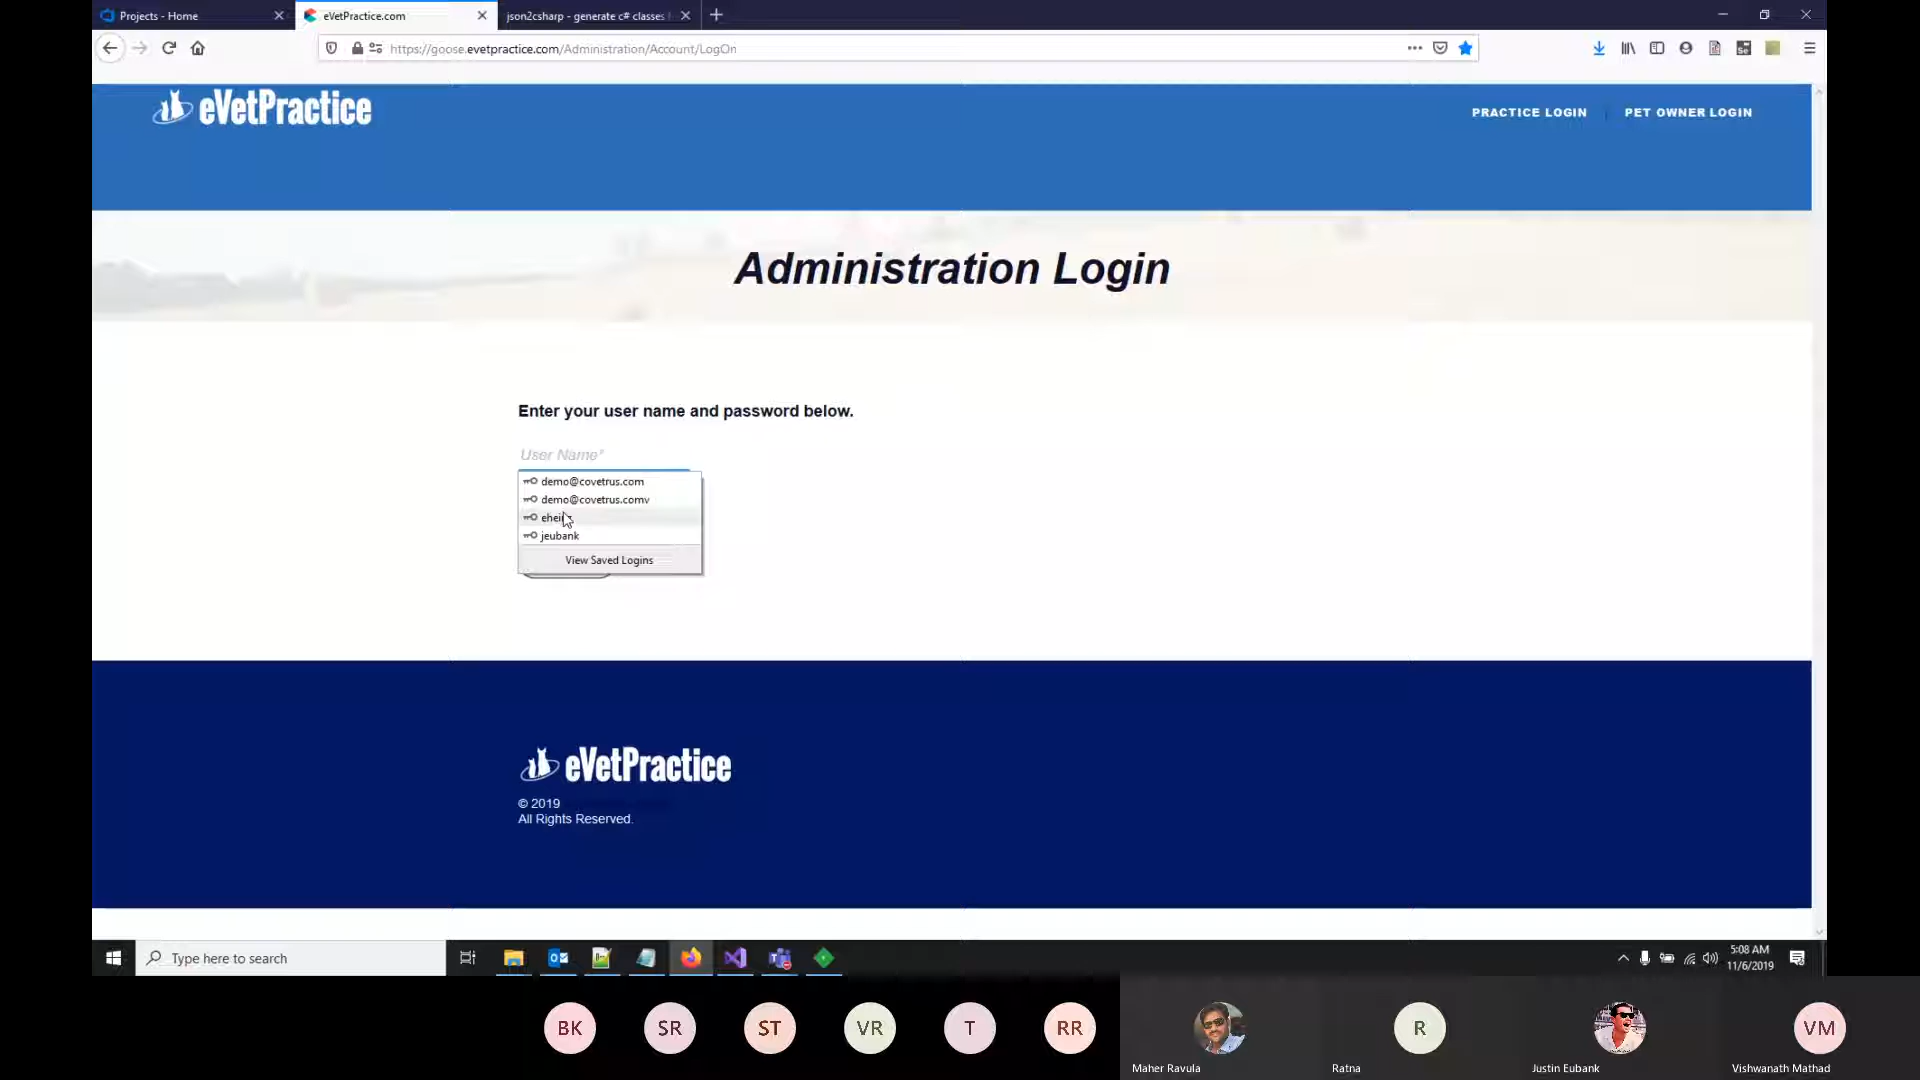 Projects - Home
eVetPractice.com
json2csharp - generate c# classes
https://goose.evetpractice.com/Administration/Account/LogOn
eVetPractice
PRACTICE LOGIN
PET OWNER LOGIN
Administration Login
Enter your user name and password below.
User Name*
demo@covetrus.com
demo@covetrus.comv
jeubank
View Saved Logins
eVetPractice
© 2019
All Rights Reserved.
Type here to search
5:08 AM
11/6/2019
BK
SR
ST
VR
T
RR
R
VM
Maher Ravula
Ratna
Justin Eubank
Vishwanath Mathad